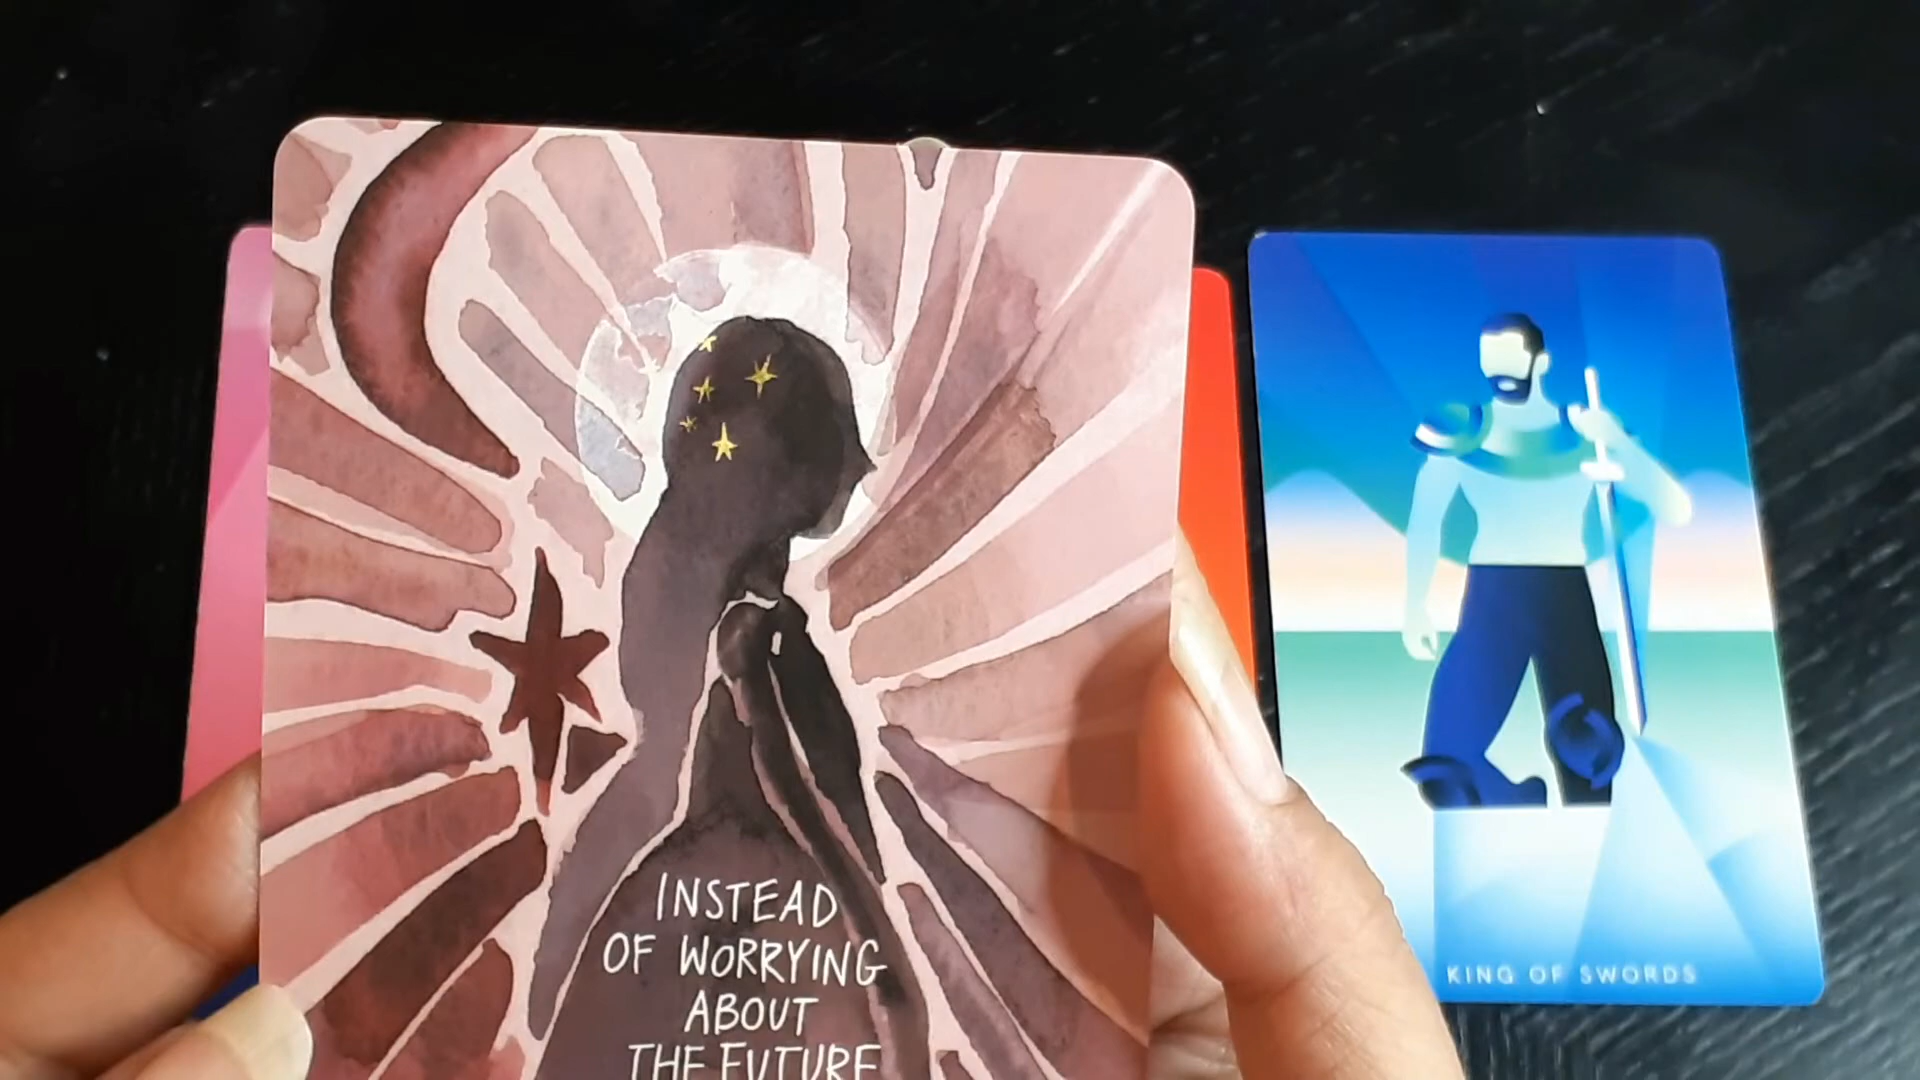 INSTEAD
OF WORRYING
ABOUT
THE FUTURE
KING OF SWORDS